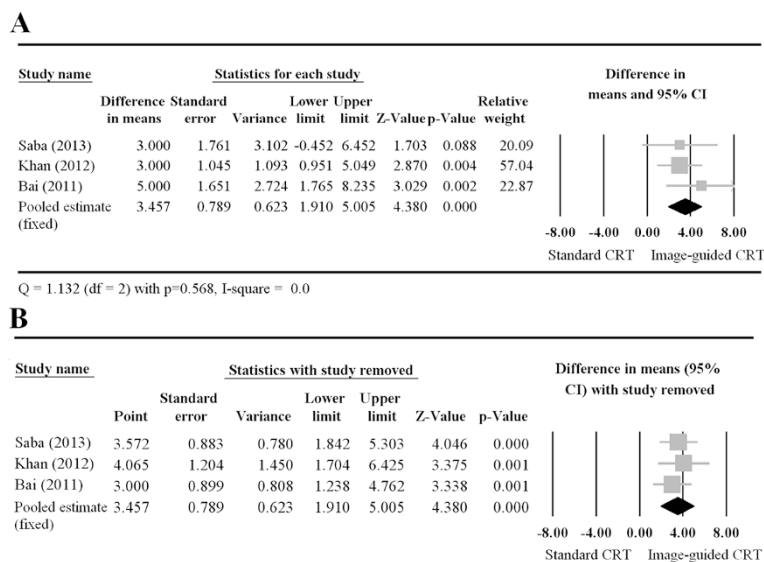 A
Study name Statistics for each study Difference in
means and 95% CI
Difference Standard Lower Upper Relative
in means error Variance limit limit Z-Value p-Value weight
Saba (2013) 3.000 1.761 3.102 -0.452 6.452 1.703 0.088 20.09
Khan (2012) 3.000 1.045 1.093 0.951 5.049 2.870 0.004 57.04
Bai (2011) 5.000 1.651 2.724 1.765 8.235 3.029 0.002 22.87
Pooled estimate 3.457 0.789 0.623 1.910 5.005 4.380 0.000
(fixed)
-8.00 -4.00 0.00 4.00 8.00
Standard CRT Image-guided CRT
Q = 1.132 (df = 2) with p=0.568, I-square = 0.0
B
Study name Statistics with study removed Difference in means (95%
CI) with study removed
Standard Lower Upper
Point error Variance limit limit Z-Value p-Value
Saba (2013) 3.572 0.883 0.780 1.842 5.303 4.046 0.000
Khan (2012) 4.065 1.204 1.450 1.704 6.425 3.375 0.001
Bai (2011) 3.000 0.899 0.808 1.238 4.762 3.338 0.001
Pooled estimate 3.457 0.789 0.623 1.910 5.005 4.380 0.000
(fixed)
-8.00 -4.00 0.00 4.00 8.00
Standard CRT Image-guided CRT